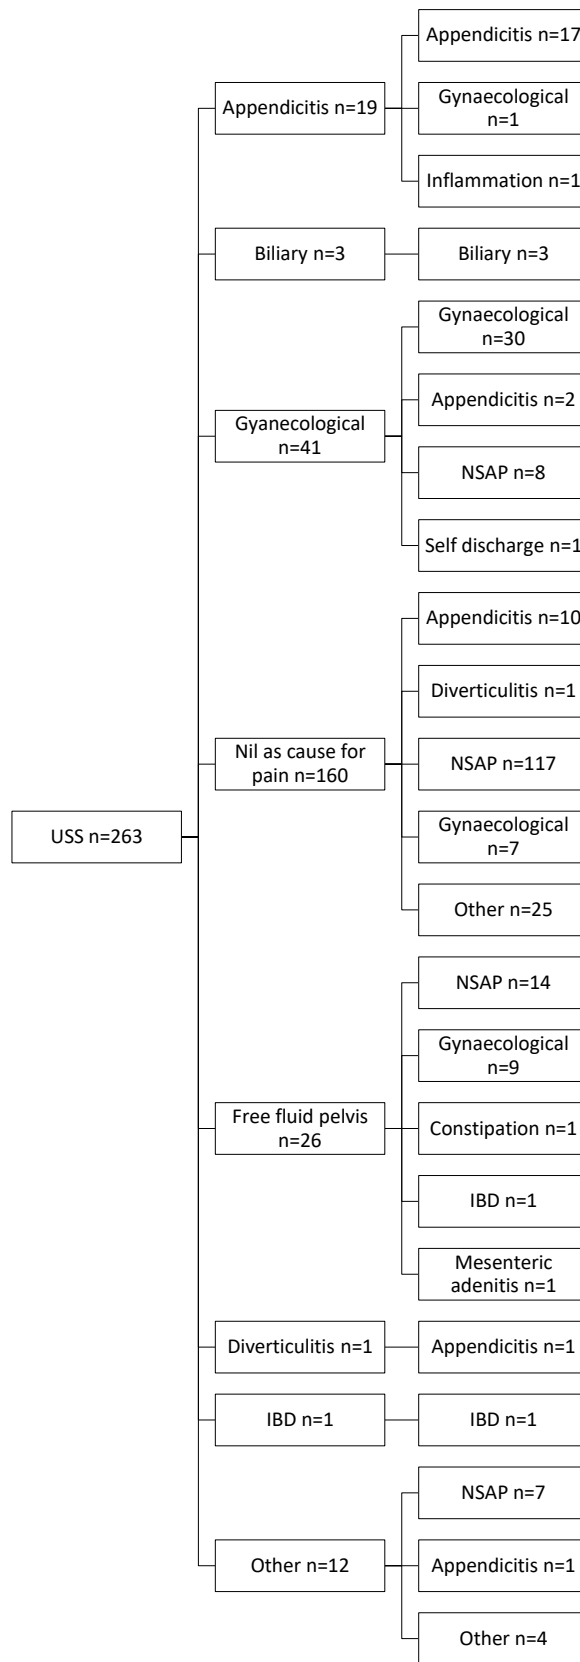 USS n=263
Appendicitis n=19
Appendicitis n=17
Gynaecological
n=1
Inflammation n=1
Biliary n=3
Biliary n=3
Gyanecological
n=41
Gynaecological
n=30
Appendicitis n=2
NSAP n=8
Self discharge n=1
Nil as cause for
pain n=160
Appendicitis n=10
Diverticulitis n=1
NSAP n=117
Gynaecological
n=7
Other n=25
Free fluid pelvis
n=26
NSAP n=14
Gynaecological
n=9
Constipation n=1
IBD n=1
Mesenteric
adenitis n=1
Diverticulitis n=1
Appendicitis n=1
IBD n=1
IBD n=1
Other n=12
NSAP n=7
Appendicitis n=1
Other n=4